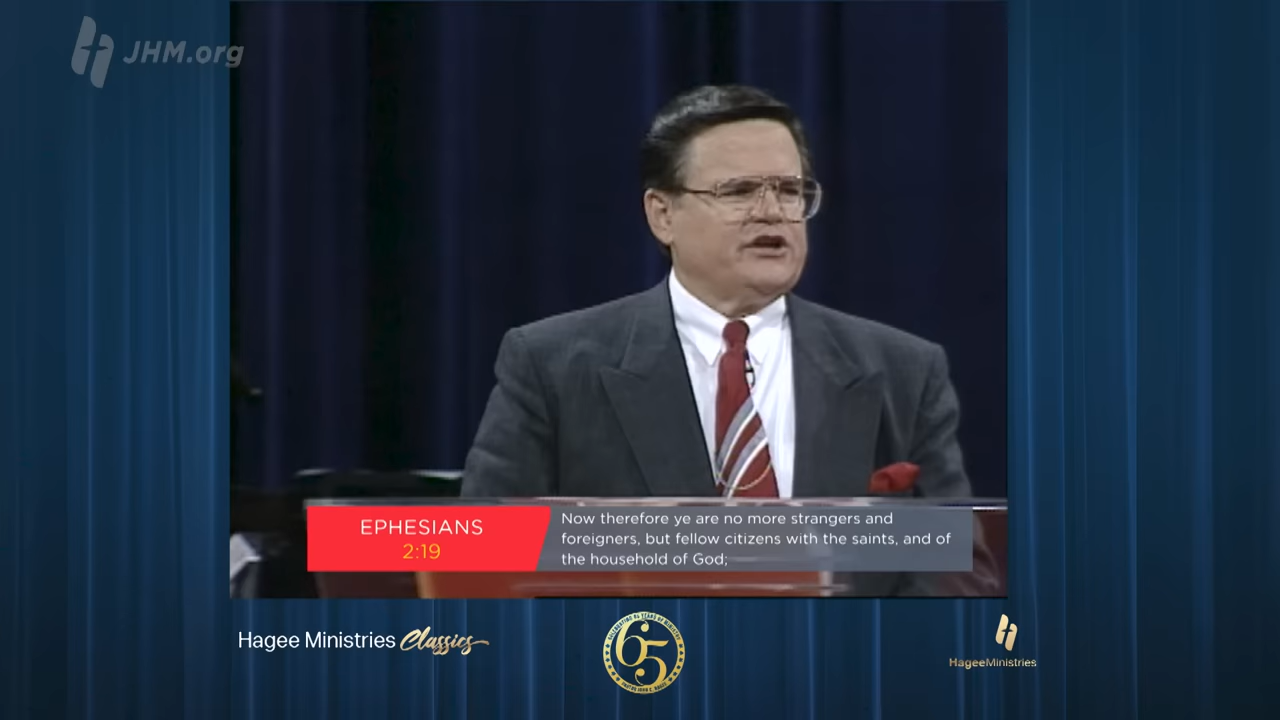 JHM.org
EPHESIANS
2:19
Now therefore ye are no more strangers and
foreigners, but fellow citizens with the saints, and of
the household of God;
Hagee Ministries Classics
65
HageeMinistries